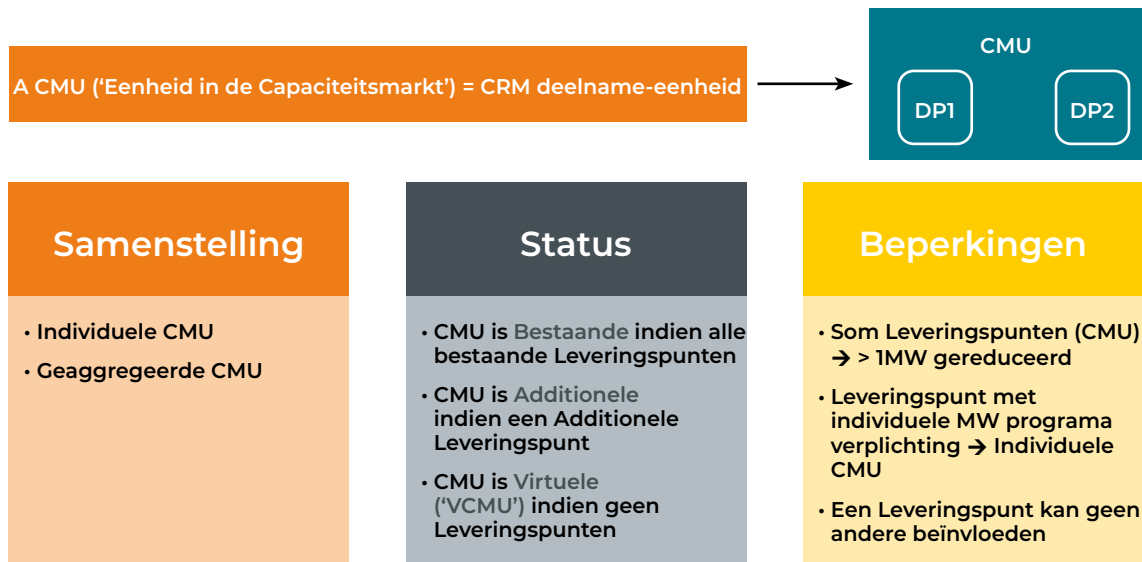 A CMU (‘Eenheid in de Capaciteitsmarkt’) = CRM deelname-eenheid
CMU
DP1
DP2
Samenstelling
• Individuele CMU
• Geaggregeerde CMU
Status
• CMU is Bestaande indien alle
bestaande Leveringspunten
• CMU is Additionele
indien een Additionele
Leveringspunt
• CMU is Virtuele
(‘VCMU’) indien geen
Leveringspunten
Beperkingen
• Som Leveringspunten (CMU)
→ > 1MW gereduceerd
• Leveringspunt met
individuele MW programa
verplichting → Individuele
CMU
• Een Leveringspunt kan geen
andere beïnvloeden